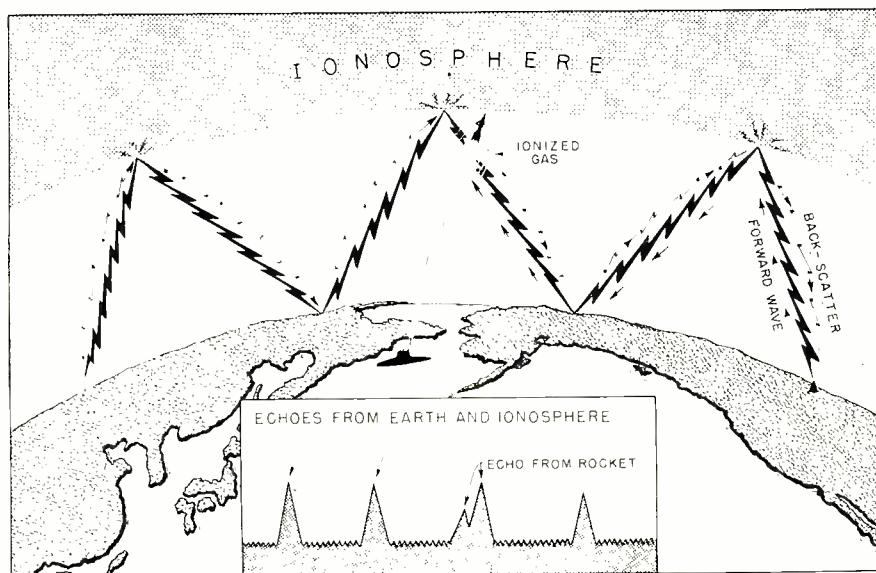 IONOSPHERE
IONIZED
GAS
FORWARD WAVE
BACK-SCATTER
ECHOES FROM EARTH AND IONOSPHERE
ECHO FROM ROCKET